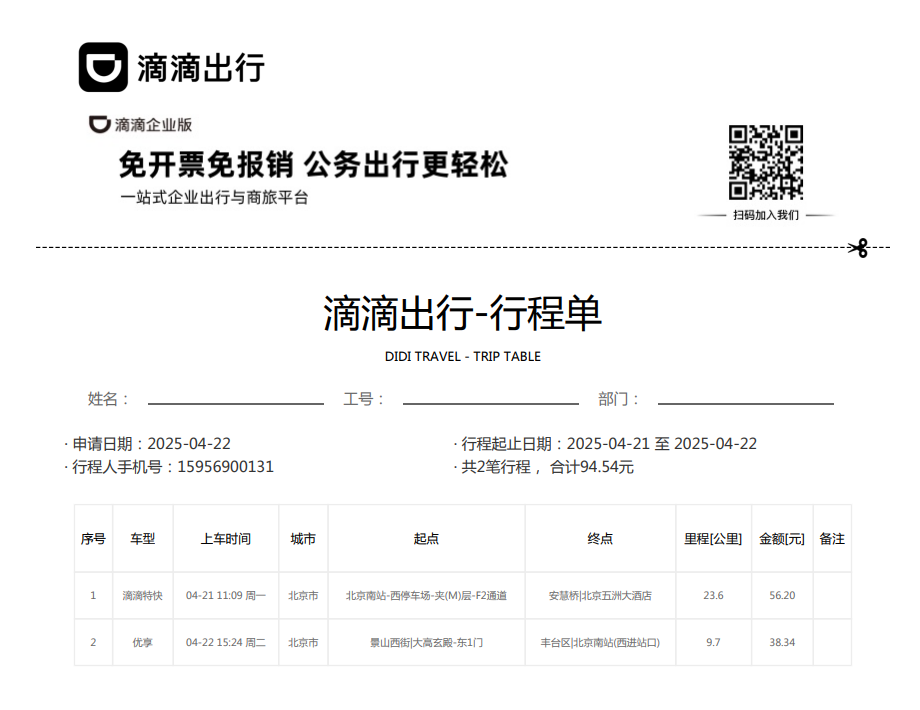 滴滴出行
滴滴企业版
免开票免报销 公务出行更轻松
一站式企业出行与商旅平台
扫码加入我们
滴滴出行-行程单
DIDI TRAVEL - TRIP TABLE
姓名： 工号： 部门：
·申请日期：2025-04-22 ·行程起止日期：2025-04-21 至 2025-04-22
·行程人手机号：15956900131 ·共2笔行程，合计94.54元
序号 车型 上车时间 城市 起点 终点 里程[公里] 金额[元] 备注
1 滴滴特快 04-21 11:09 周一 北京市 北京南站-西停车场-夹(M)层-F2通道 安慧桥|北京五洲大酒店 23.6 56.20
2 优享 04-22 15:24 周二 北京市 景山西街|大高玄殿-东1门 丰台区|北京南站(西进站口) 9.7 38.34